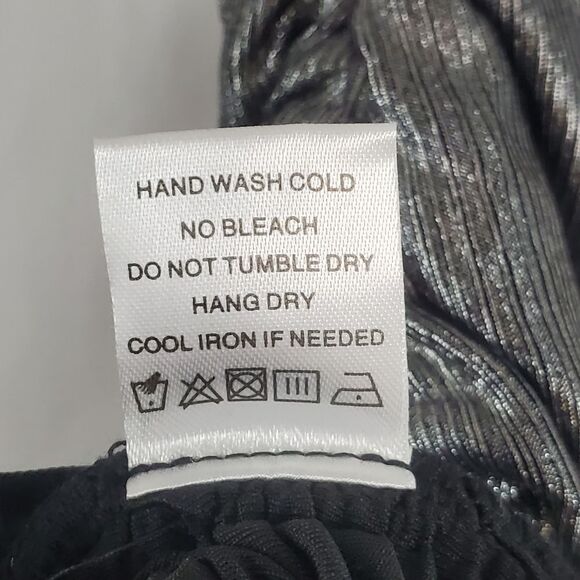 HAND WASH COLD
NO BLEACH
DO NOT TUMBLE DRY
HANG DRY
COOL IRON IF NEEDED